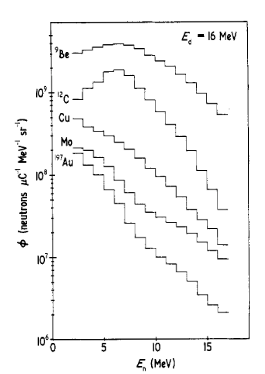 E_d = 16 MeV
⁹Be
¹²C
Cu
Mo
¹⁹⁷Au
10⁹
10⁸
10⁷
10⁶
ϕ (neutrons μC⁻¹ MeV⁻¹ sr⁻¹)
0 5 10 15
E_n (MeV)